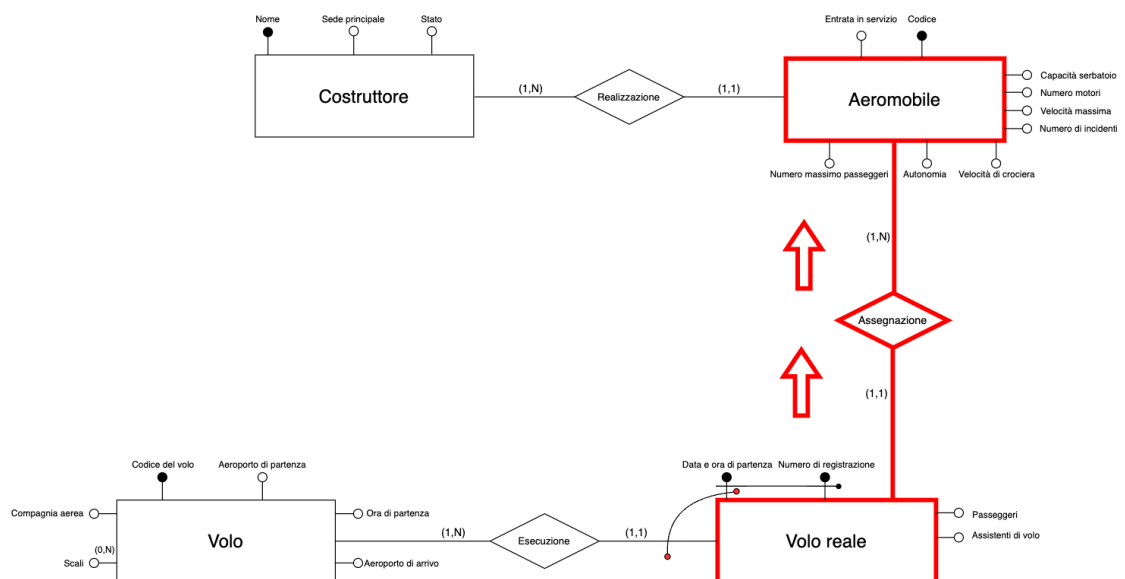 Nome
Sede principale
Stato
Entrata in servizio
Codice
Costruttore
(1,N)
Realizzazione
(1,1)
Aeromobile
Capacità serbatoio
Numero motori
Velocità massima
Numero di incidenti
Numero massimo passeggeri
Autonomia
Velocità di crociera
(1,N)
Assegnazione
(1,1)
Codice del volo
Aeroporto di partenza
Data e ora di partenza
Numero di registrazione
Compagnia aerea
Ora di partenza
Passeggeri
Volo
(1,N)
Esecuzione
(1,1)
Volo reale
Assistenti di volo
(0,N)
Scali
Aeroporto di arrivo